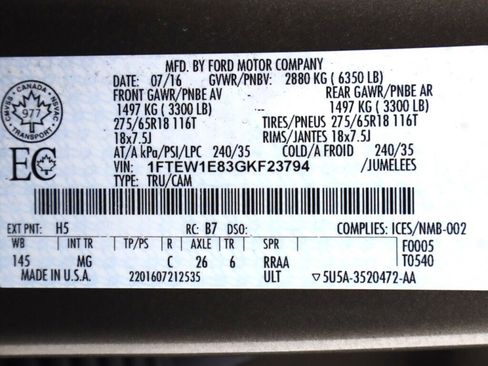 MFD. BY FORD MOTOR COMPANY
DATE: 07/16 GVWR/PNBV: 2880 KG ( 6350 LB)
FRONT GAWR/PNBE AV REAR GAWR/PNBE AR
1497 KG ( 3300 LB) 1497 KG ( 3300 LB)
275/65R18 116T TIRES/PNEUS 275/65R18 116T
18x7.5J RIMS/JANTES 18x7.5J
AT/A kPa/PSI/LPC 240/35 COLD/A FROID 240/35
VIN: 1FTEW1E83GKF23794 /JUMELEES
TYPE: TRU/CAM
CANADA
CMVSS NSVAC
977
TRANSPORT
EC
EXT PNT: H5 RC: B7 DSO: COMPLIES: ICES/NMB-002
WB INT TR TP/PS R AXLE TR SPR F0005
145 MG C 26 6 RRAA T0540
MADE IN U.S.A. 2201607212535 ULT ▽5U5A-3520472-AA